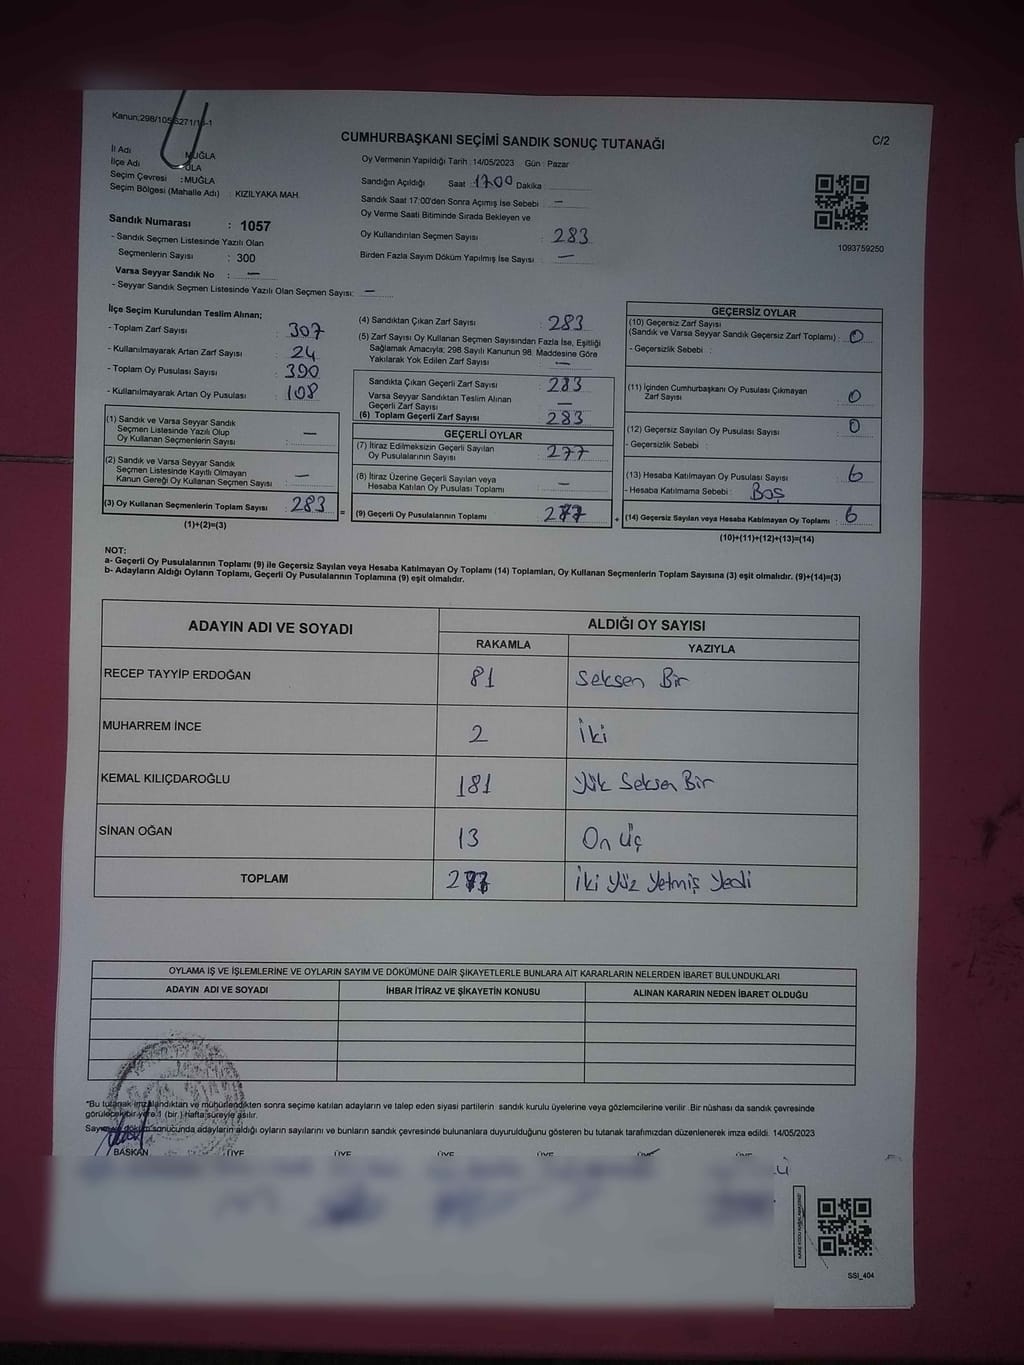 Kanun;298/105
CUMHURBAŞKANI SEÇİMİ SANDIK SONUÇ TUTANAĞI
C/2
İl Adı MUĞLA
İlçe Adı ULA
Seçim Çevresi : MUĞLA
Seçim Bölgesi (Mahalle Adı) : KIZILYAKA MAH.
Sandık Numarası : 1057
- Sandık Seçmen Listesinde Yazılı Olan
Seçmenlerin Sayısı : 300
Varsa Seyyar Sandık No : —
- Seyyar Sandık Seçmen Listesinde Yazılı Olan Seçmen Sayısı: —
Oy Vermenin Yapıldığı Tarih : 14/05/2023 Gün : Pazar
Sandığın Açıldığı Saat 1700 Dakika
Sandık Saat 17:00'den Sonra Açımış İse Sebebi : —
Oy Verme Saati Bitiminde Sırada Bekleyen ve
Oy Kullandırılan Seçmen Sayısı : 283
Birden Fazla Sayım Döküm Yapılmış İse Sayısı : —
1093759250
İlçe Seçim Kurulundan Teslim Alınan;
- Toplam Zarf Sayısı : 307
- Kullanılmayarak Artan Zarf Sayısı : 24
- Toplam Oy Pusulası Sayısı : 390
- Kullanılmayarak Artan Oy Pusulası : 108
(1) Sandık ve Varsa Seyyar Sandık
Seçmen Listesinde Yazılı Olup
Oy Kullanan Seçmenlerin Sayısı : —
(2) Sandık ve Varsa Seyyar Sandık
Seçmen Listesinde Kayıtlı Olmayan
Kanun Gereği Oy Kullanan Seçmen Sayısı : —
(3) Oy Kullanan Seçmenlerin Toplam Sayısı : 283 =
(1)+(2)=(3)
(4) Sandıktan Çıkan Zarf Sayısı : 283
(5) Zarf Sayısı Oy Kullanan Seçmen Sayısından Fazla İse, Eşitliği
Sağlamak Amacıyla; 298 Sayılı Kanunun 98. Maddesine Göre
Yakılarak Yok Edilen Zarf Sayısı : —
Sandıkta Çıkan Geçerli Zarf Sayısı : 283
Varsa Seyyar Sandıktan Teslim Alınan
Geçerli Zarf Sayısı : —
(6) Toplam Geçerli Zarf Sayısı : 283
GEÇERLİ OYLAR
(7) İtiraz Edilmeksizin Geçerli Sayılan
Oy Pusulalarının Sayısı : 277
(8) İtiraz Üzerine Geçerli Sayılan veya
Hesaba Katılan Oy Pusulası Toplamı : —
(9) Geçerli Oy Pusulalarının Toplamı : 277 +
GEÇERSİZ OYLAR
(10) Geçersiz Zarf Sayısı
(Sandık ve Varsa Seyyar Sandık Geçersiz Zarf Toplamı) : 0
- Geçersizlik Sebebi :
(11) İçinden Cumhurbaşkanı Oy Pusulası Çıkmayan
Zarf Sayısı : 0
(12) Geçersiz Sayılan Oy Pusulası Sayısı : 0
- Geçersizlik Sebebi :
(13) Hesaba Katılmayan Oy Pusulası Sayısı : 6
- Hesaba Katılmama Sebebi : Boş
(14) Geçersiz Sayılan veya Hesaba Katılmayan Oy Toplamı : 6
(10)+(11)+(12)+(13)=(14)
NOT:
a- Geçerli Oy Pusulalarının Toplamı (9) ile Geçersiz Sayılan veya Hesaba Katılmayan Oy Toplamı (14) Toplamları, Oy Kullanan Seçmenlerin Toplam Sayısına (3) eşit olmalıdır. (9)+(14)=(3)
b- Adayların Aldığı Oyların Toplamı, Geçerli Oy Pusulalarının Toplamına (9) eşit olmalıdır.
ADAYIN ADI VE SOYADI
ALDIĞI OY SAYISI
RAKAMLA YAZIYLA
RECEP TAYYİP ERDOĞAN 81 Seksen Bir
MUHARREM İNCE 2 İki
KEMAL KILIÇDAROĞLU 181 Yük Seksen Bir
SİNAN OĞAN 13 On Üç
TOPLAM 277 İki Yüz Yetmiş Yedi
OYLAMA İŞ VE İŞLEMLERİNE VE OYLARIN SAYIM VE DÖKÜMÜNE DAİR ŞİKAYETLERLE BUNLARA AİT KARARLARIN NELERDEN İBARET BULUNDUKLARI
ADAYIN ADI VE SOYADI İHBAR İTİRAZ VE ŞİKAYETİN KONUSU ALINAN KARARIN NEDEN İBARET OLDUĞU
"Bu tutanak imzalandıktan ve mühürlendikten sonra seçime katılan adayların ve talep eden siyasi partilerin sandık kurulu üyelerine veya gözlemcilerine verilir .Bir nüshası da sandık çevresinde
görülecek bir yere 1 (bir ) hafta süreyle asılır.
Sayım ve döküm sonucunda adayların aldığı oyların sayılarını ve bunların sandık çevresinde bulunanlara duyurulduğunu gösteren bu tutanak tarafımızdan düzenlenerek imza edildi. 14/05/2023
BAŞKAN ÜYE ÜYE ÜYE ÜYE ÜYE ÜYE
SSI_404